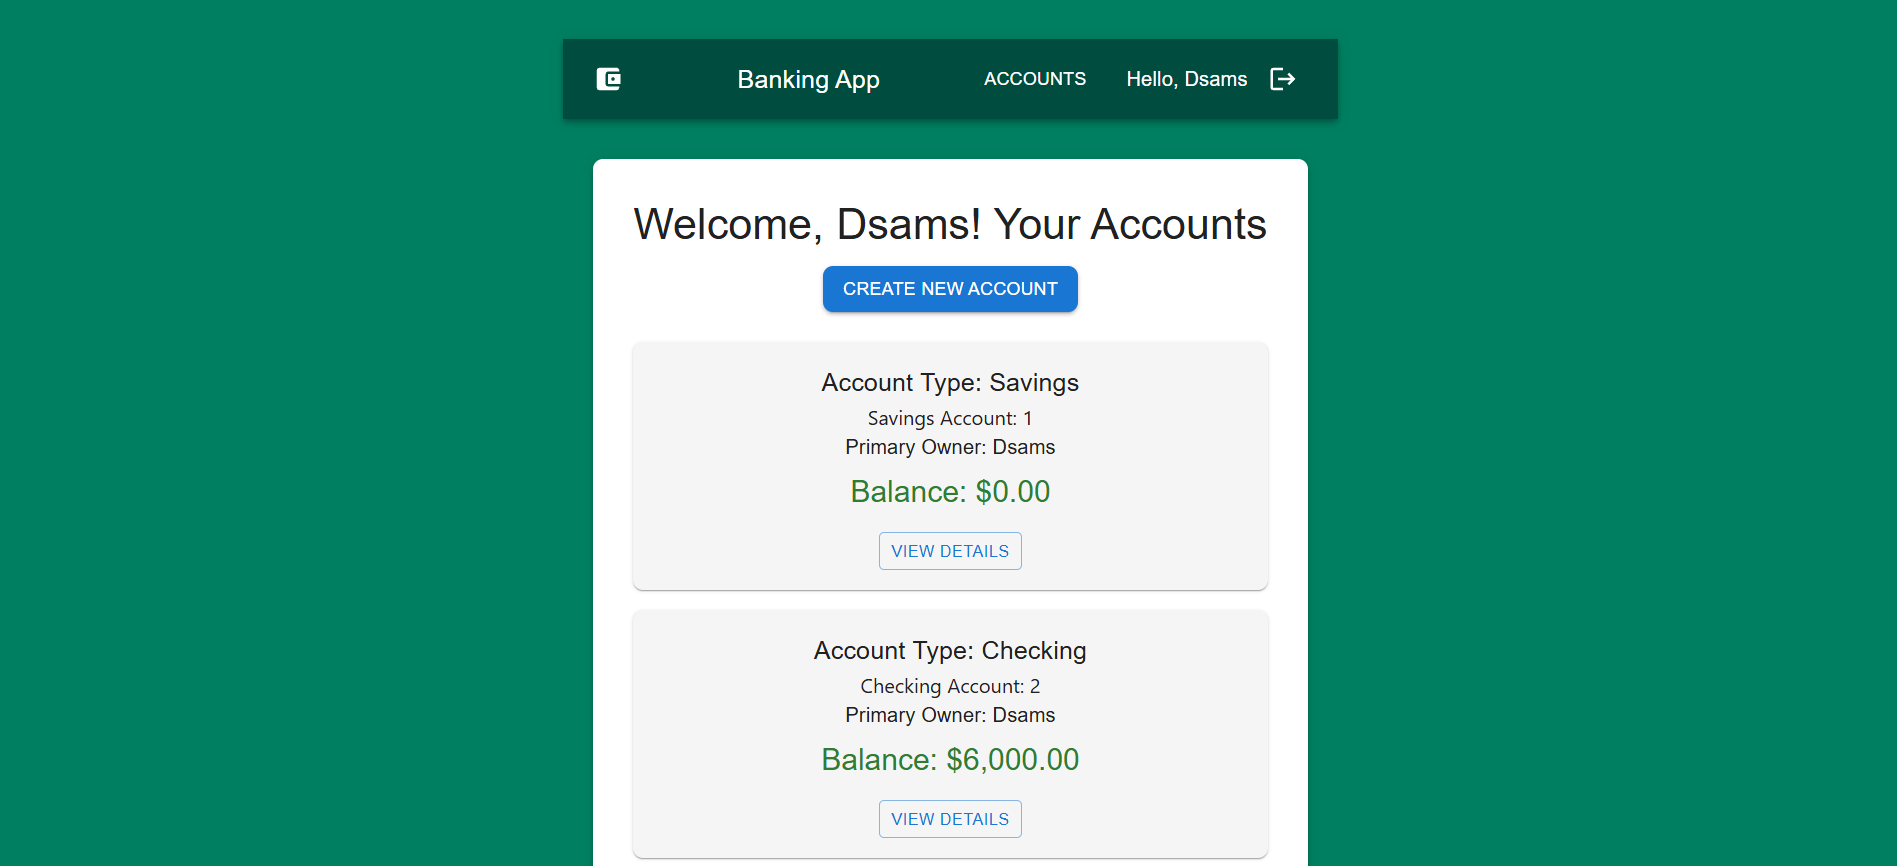 Banking App
ACCOUNTS
Hello, Dsams
Welcome, Dsams! Your Accounts
CREATE NEW ACCOUNT
Account Type: Savings
Savings Account: 1
Primary Owner: Dsams
Balance: $0.00
VIEW DETAILS
Account Type: Checking
Checking Account: 2
Primary Owner: Dsams
Balance: $6,000.00
VIEW DETAILS